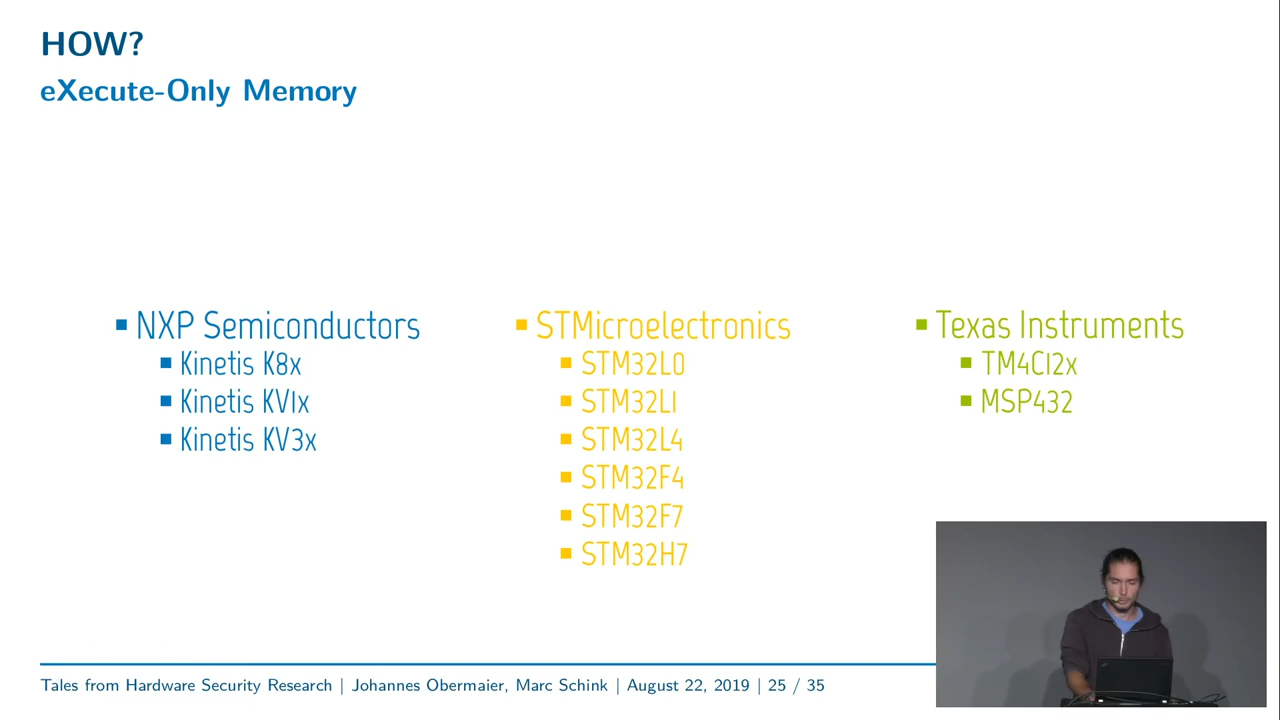 HOW?
eXecute-Only Memory
NXP Semiconductors
Kinetis K8x
Kinetis KV1x
Kinetis KV3x
STMicroelectronics
STM32L0
STM32L1
STM32L4
STM32F4
STM32F7
STM32H7
Texas Instruments
TM4C12x
MSP432
Tales from Hardware Security Research | Johannes Obermaier, Marc Schink | August 22, 2019 | 25 / 35